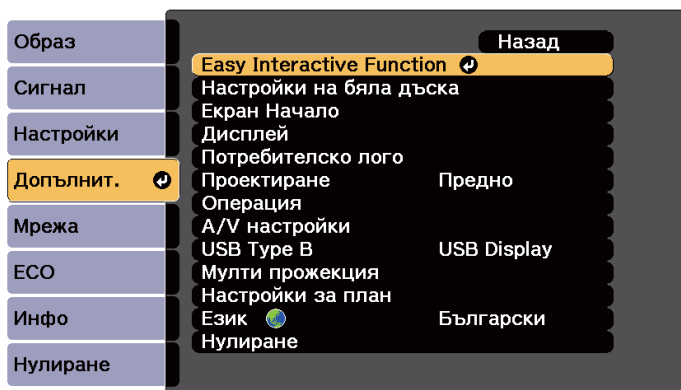 Образ
Сигнал
Настройки
Допълнит.
Мрежа
ECO
Инфо
Нулиране
Назад
Easy Interactive Function
Настройки на бяла дъска
Екран Начало
Дисплей
Потребителско лого
Проектиране Предно
Операция
A/V настройки
USB Type B USB Display
Мулти прожекция
Настройки за план
Език Български
Нулиране